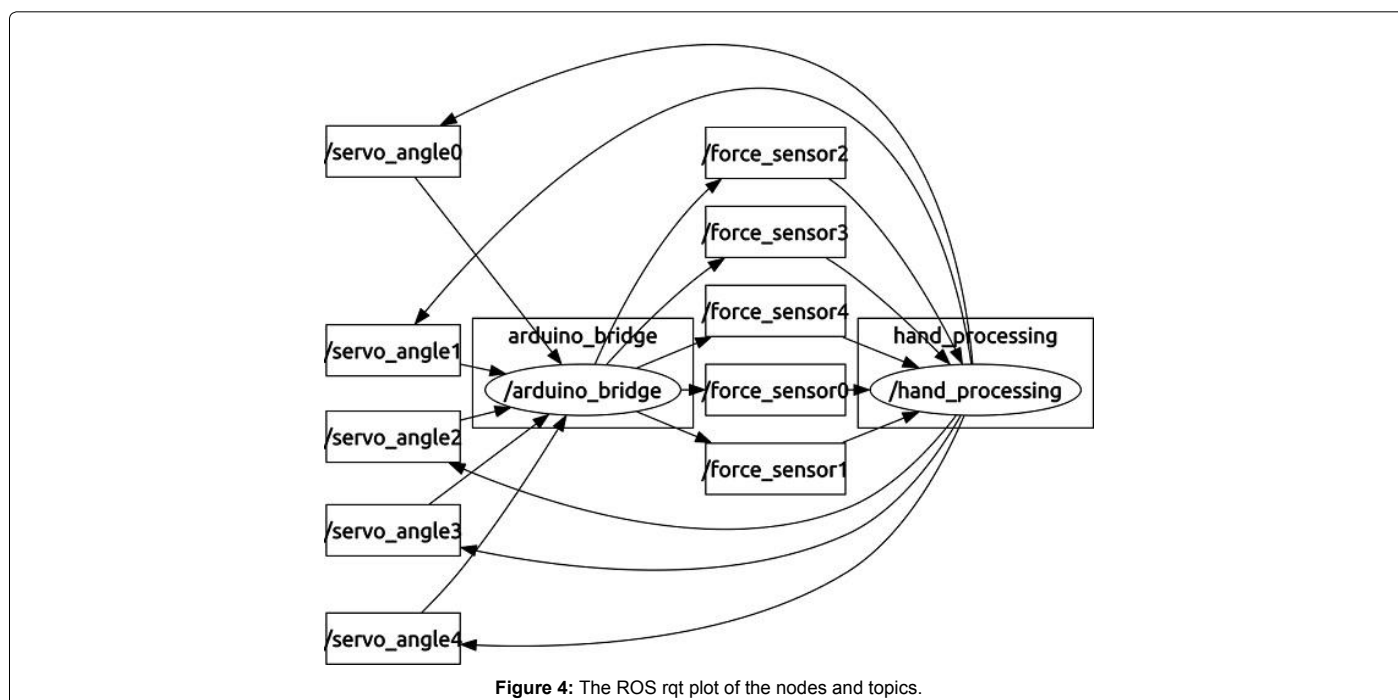 /servo_angle0
/force_sensor2
/force_sensor3
/force_sensor4
/servo_angle1
arduino_bridge
hand_processing
/arduino_bridge
/force_sensor0
/hand_processing
/servo_angle2
/force_sensor1
/servo_angle3
/servo_angle4
Figure 4: The ROS rqt plot of the nodes and topics.